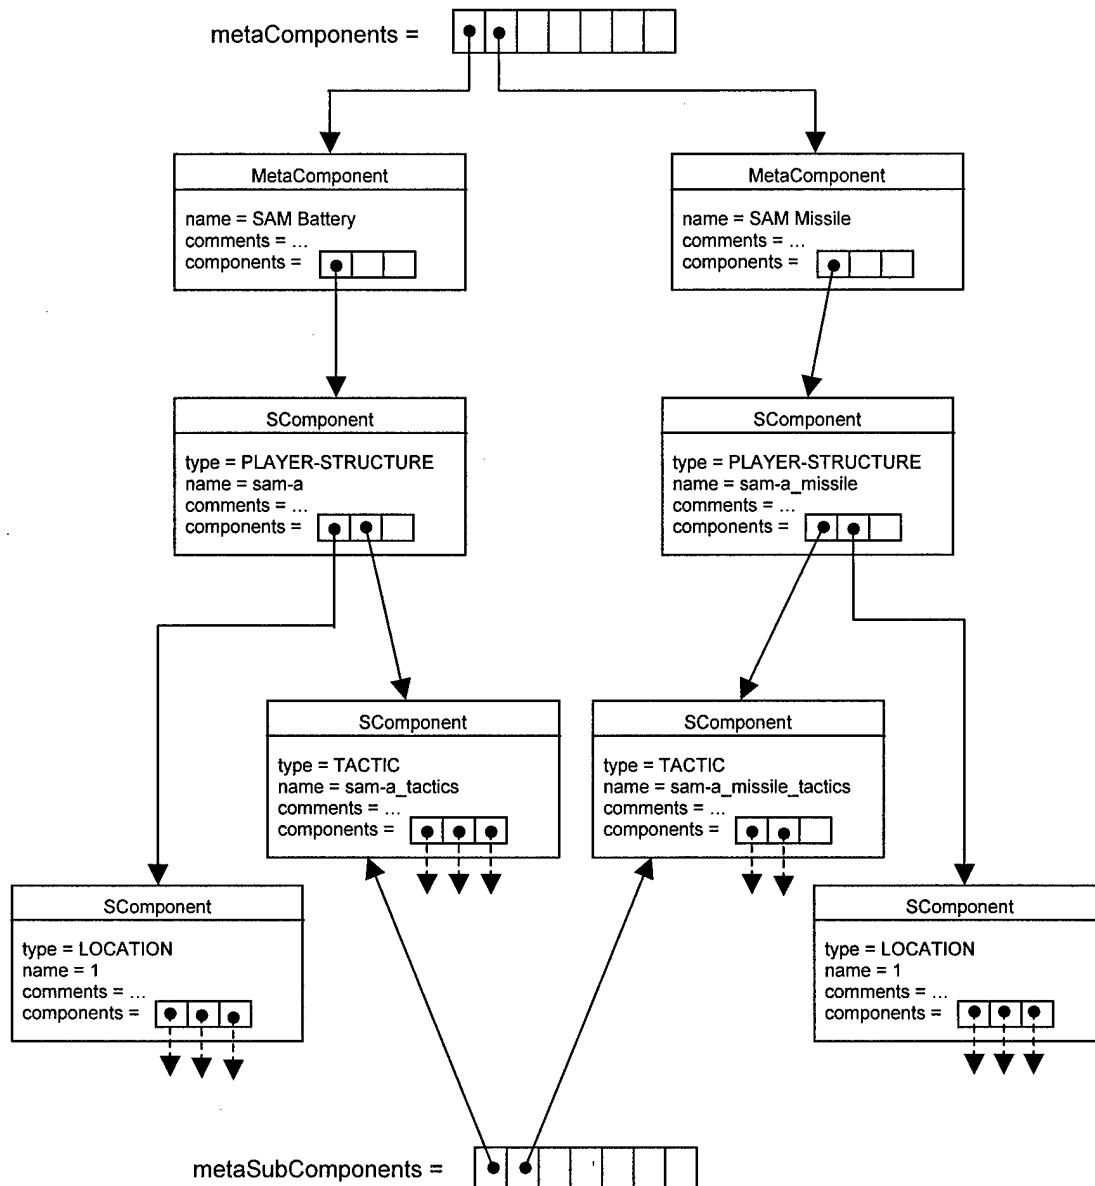 metaComponents =
MetaComponent
name = SAM Battery
comments = ...
components =
MetaComponent
name = SAM Missile
comments = ...
components =
SComponent
type = PLAYER-STRUCTURE
name = sam-a
comments = ...
components =
SComponent
type = PLAYER-STRUCTURE
name = sam-a_missile
comments = ...
components =
SComponent
type = TACTIC
name = sam-a_tactics
comments = ...
components =
SComponent
type = TACTIC
name = sam-a_missile_tactics
comments = ...
components =
SComponent
type = LOCATION
name = 1
comments = ...
components =
SComponent
type = LOCATION
name = 1
comments = ...
components =
metaSubComponents =